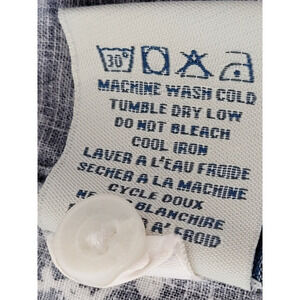 30°
MACHINE WASH COLD
TUMBLE DRY LOW
DO NOT BLEACH
COOL IRON
LAVER A L'EAU FROIDE
SECHER A LA MACHINE
CYCLE DOUX
BLANCHIRE
A' FROID